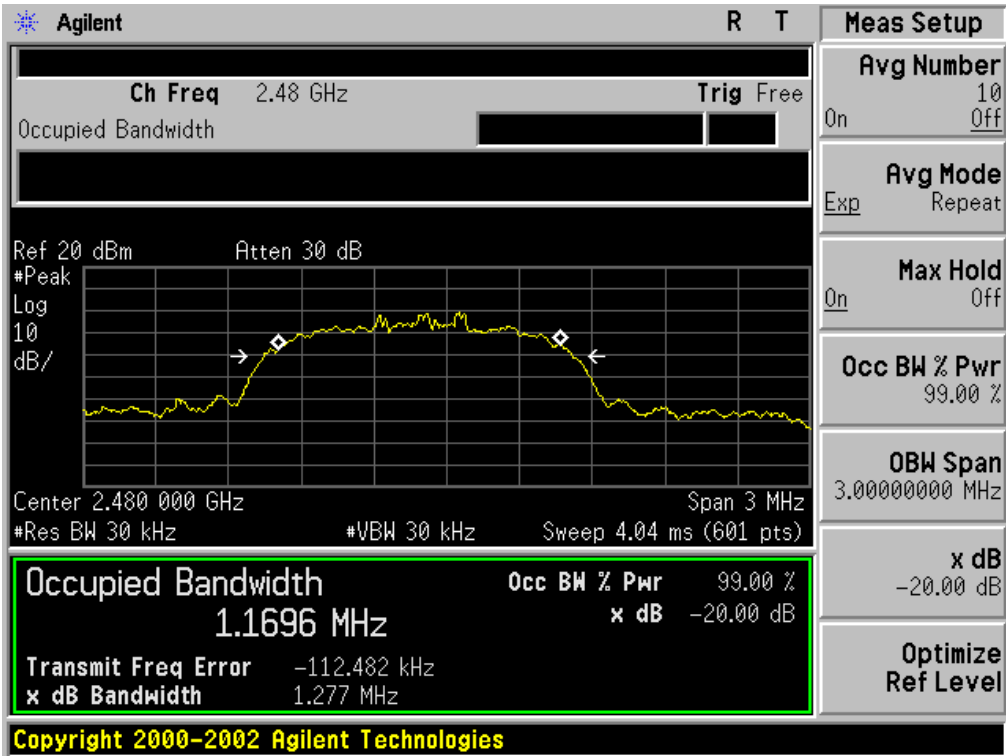 Agilent R T
Ch Freq 2.48 GHz Trig Free
Occupied Bandwidth
Ref 20 dBm Atten 30 dB
#Peak
Log
10
dB/
Center 2.480 000 GHz Span 3 MHz
#Res BW 30 kHz #VBW 30 kHz Sweep 4.04 ms (601 pts)
Occupied Bandwidth Occ BW % Pwr 99.00 %
1.1696 MHz x dB -20.00 dB
Transmit Freq Error -112.482 kHz
x dB Bandwidth 1.277 MHz
Copyright 2000-2002 Agilent Technologies
Meas Setup
Avg Number
10
On Off
Avg Mode
Exp Repeat
Max Hold
On Off
Occ BW % Pwr
99.00 %
OBW Span
3.00000000 MHz
x dB
-20.00 dB
Optimize
Ref Level